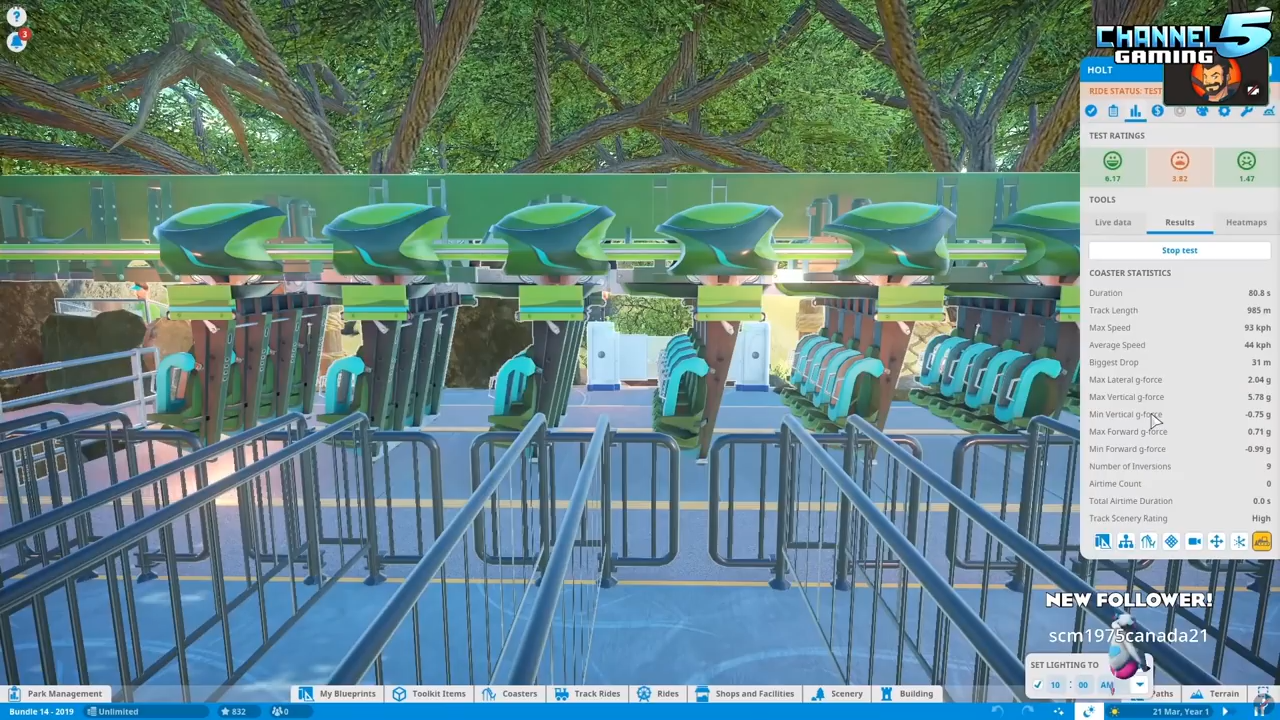 ?
3
CHANNEL 5
GAMING
HOLT
RIDE STATUS: TEST
TEST RATINGS
6.17 3.82 1.47
TOOLS
Live data Results Heatmaps
Stop test
COASTER STATISTICS
Duration 80.8 s
Track Length 985 m
Max Speed 93 kph
Average Speed 44 kph
Biggest Drop 31 m
Max Lateral g-force 2.04 g
Max Vertical g-force 5.78 g
Min Vertical g-force -0.75 g
Max Forward g-force 0.71 g
Min Forward g-force -0.99 g
Number of Inversions 9
Airtime Count 0
Total Airtime Duration 0.0 s
Track Scenery Rating High
NEW FOLLOWER!
scm1975canada21
SET LIGHTING TO
10 : 00 AM
Park Management My Blueprints Toolkit Items Coasters Track Rides Rides Shops and Facilities Scenery Building Paths Terrain
Bundle 14 - 2019 Unlimited 832 0 21 Mar, Year 1